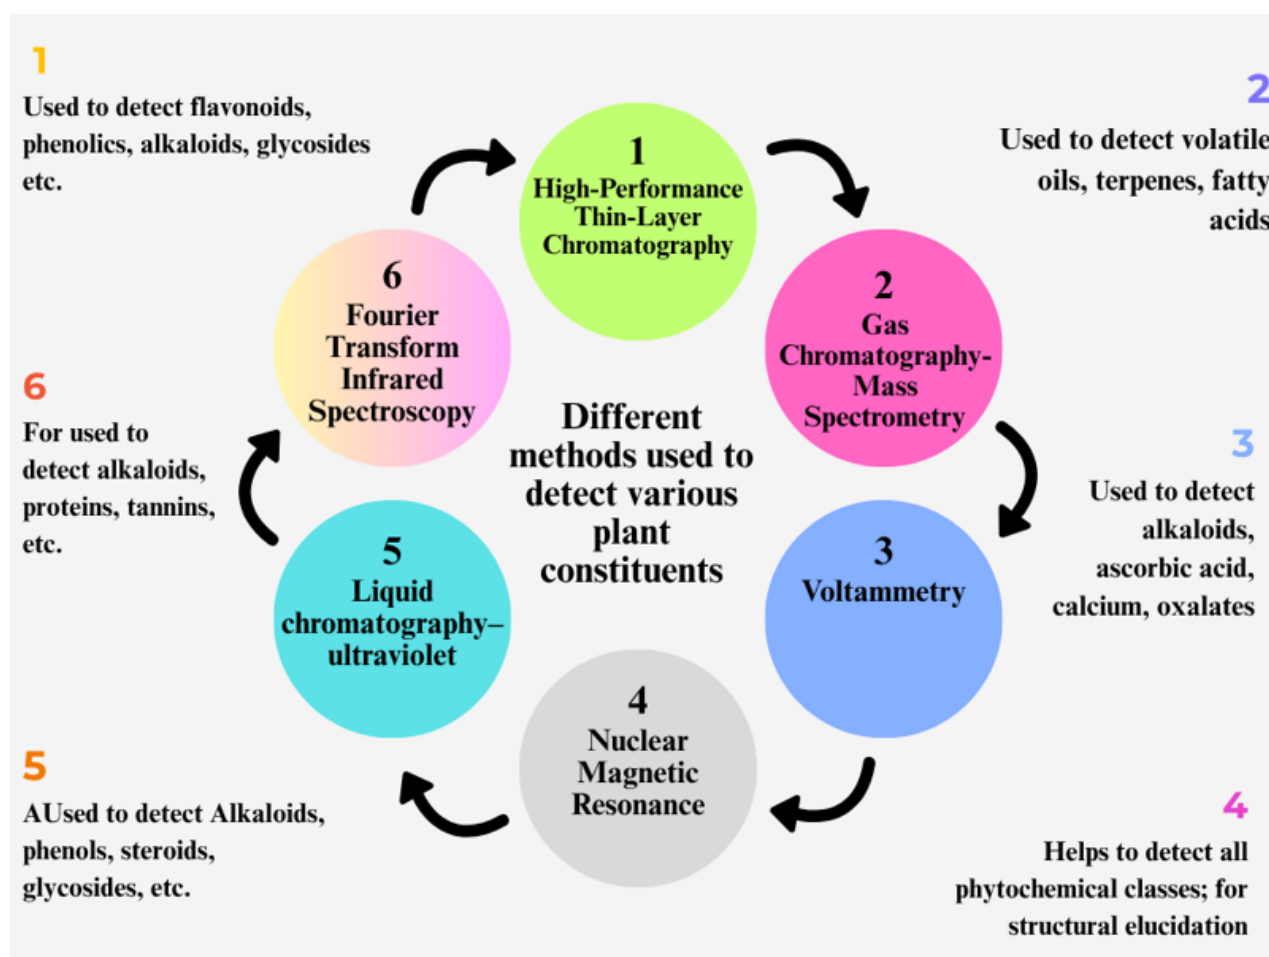 1
Used to detect flavonoids,
phenolics, alkaloids, glycosides
etc.
2
Used to detect volatile
oils, terpenes, fatty
acids
1
High-Performance
Thin-Layer
Chromatography
2
Gas
Chromatography-
Mass
Spectrometry
6
Fourier
Transform
Infrared
Spectroscopy
6
For used to
detect alkaloids,
proteins, tannins,
etc.
Different
methods used to
detect various
plant
constituents
3
Used to detect
alkaloids,
ascorbic acid,
calcium, oxalates
5
Liquid
chromatography–
ultraviolet
3
Voltammetry
4
Nuclear
Magnetic
Resonance
5
AUsed to detect Alkaloids,
phenols, steroids,
glycosides, etc.
4
Helps to detect all
phytochemical classes; for
structural elucidation